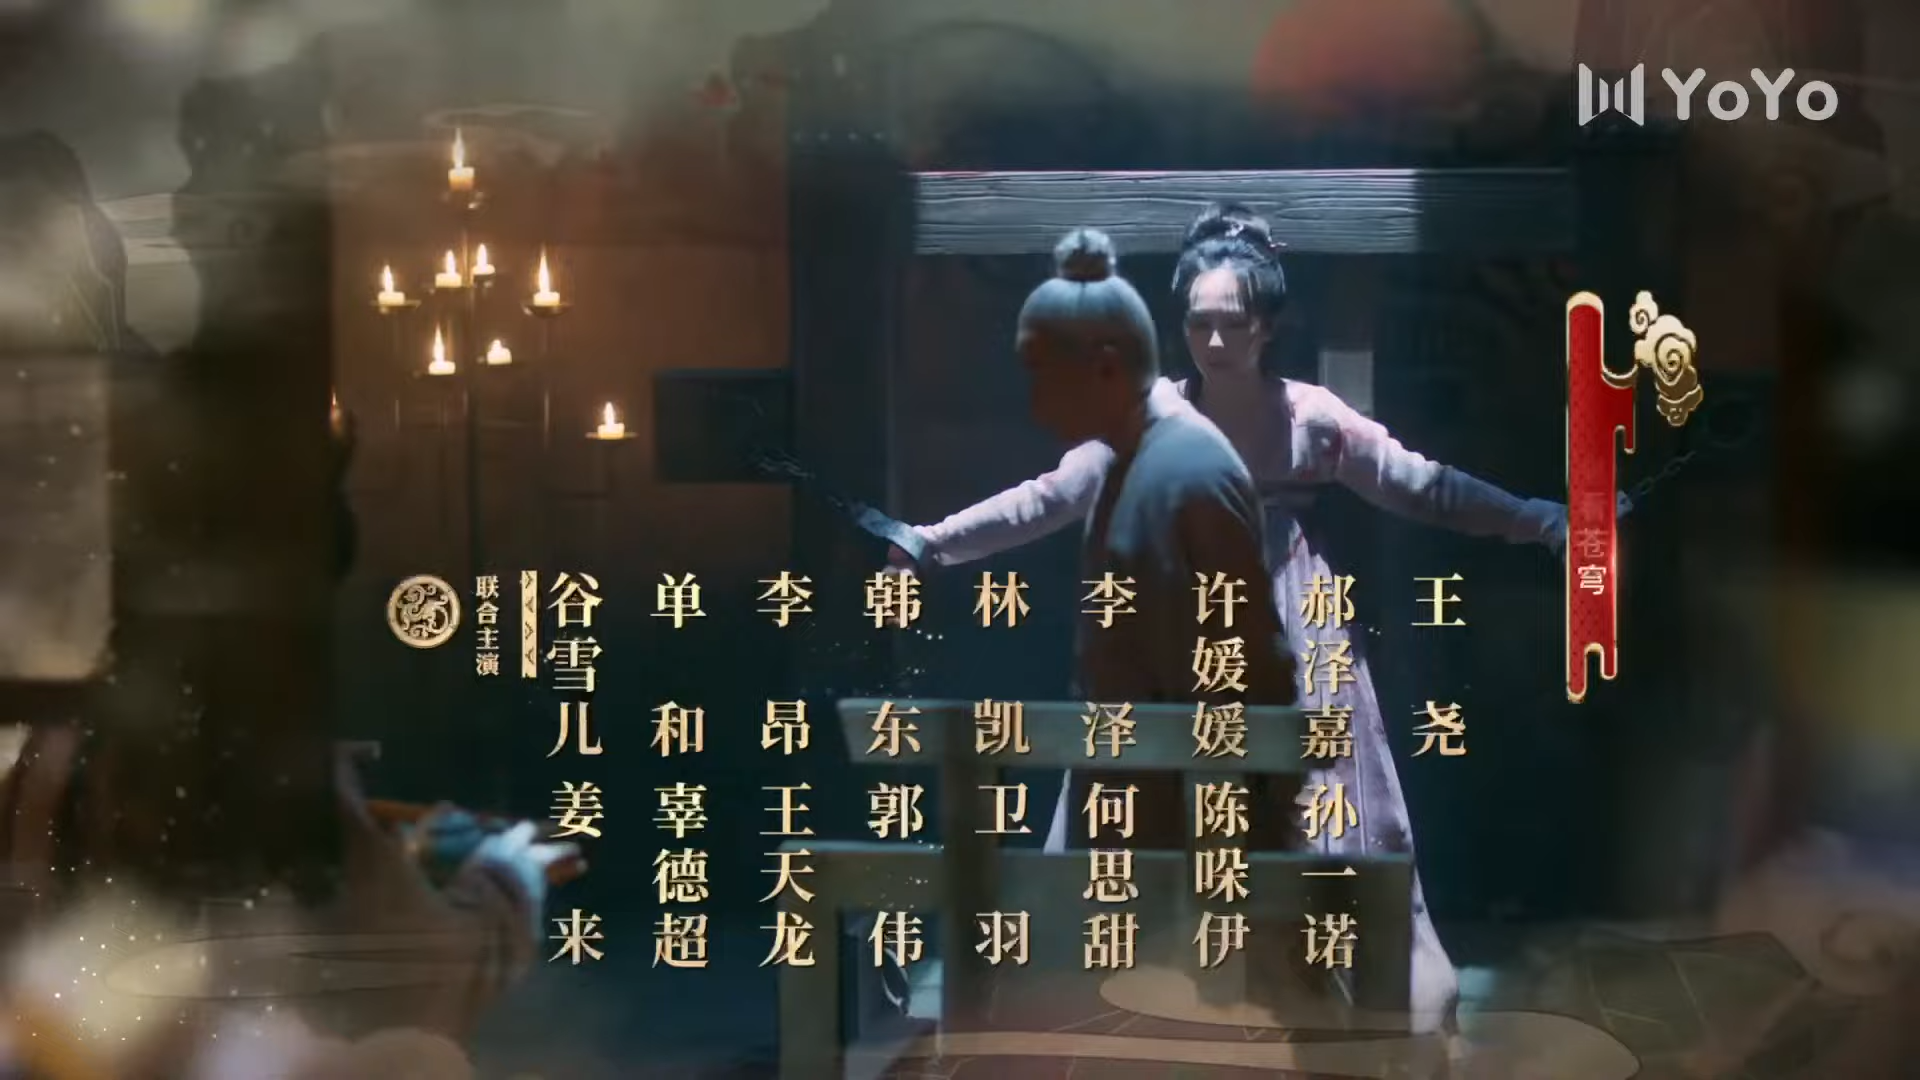 YoYo
看苍穹
联合主演
谷雪儿
单和
李昂
韩东
林凯
李泽
许媛媛
郝泽嘉
王尧
姜来
辜德超
王天龙
郭伟
卫羽
何思甜
陈哚伊
孙一诺